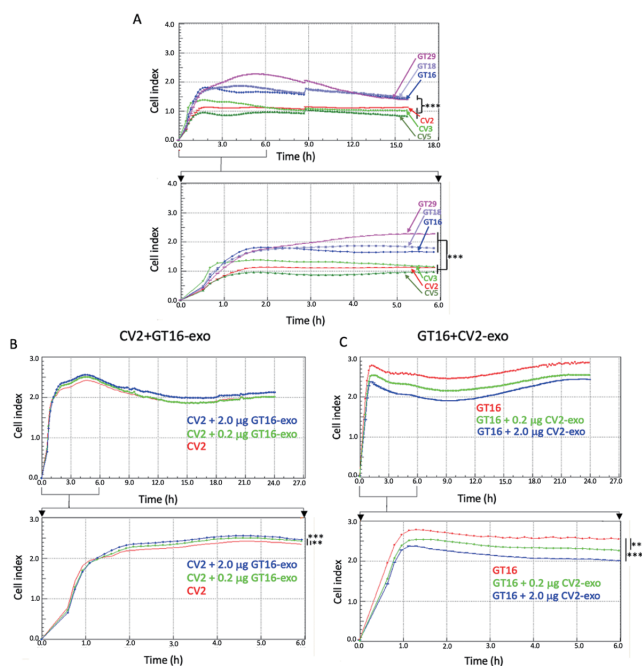 A
Cell index
4.0
3.0
2.0
1.0
0.0
GT29
GT18
GT16
***
CV2
CV3
CV5
0.0 3.0 6.0 9.0 12.0 15.0 18.0
Time (h)
Cell index
4.0
3.0
2.0
1.0
0.0
GT29
GT18
GT16
***
CV3
CV2
CV5
0.0 1.0 2.0 3.0 4.0 5.0 6.0
Time (h)
B
CV2+GT16-exo
Cell index
3.0
2.0
1.0
0.0
CV2 + 2.0 µg GT16-exo
CV2 + 0.2 µg GT16-exo
CV2
0.0 3.0 6.0 9.0 12.0 15.0 18.0 21.0 24.0 27.0
Time (h)
Cell index
3.0
2.0
1.0
0.0
***
**
CV2 + 2.0 µg GT16-exo
CV2 + 0.2 µg GT16-exo
CV2
0.0 1.0 2.0 3.0 4.0 5.0 6.0
Time (h)
C
GT16+CV2-exo
Cell index
3.0
2.0
1.0
0.0
GT16
GT16 + 0.2 µg CV2-exo
GT16 + 2.0 µg CV2-exo
0.0 3.0 6.0 9.0 12.0 15.0 18.0 21.0 24.0 27.0
Time (h)
Cell index
3.0
2.0
1.0
0
**
***
GT16
GT16 + 0.2 µg CV2-exo
GT16 + 2.0 µg CV2-exo
0.0 1.0 2.0 3.0 4.0 5.0 6.0
Time (h)